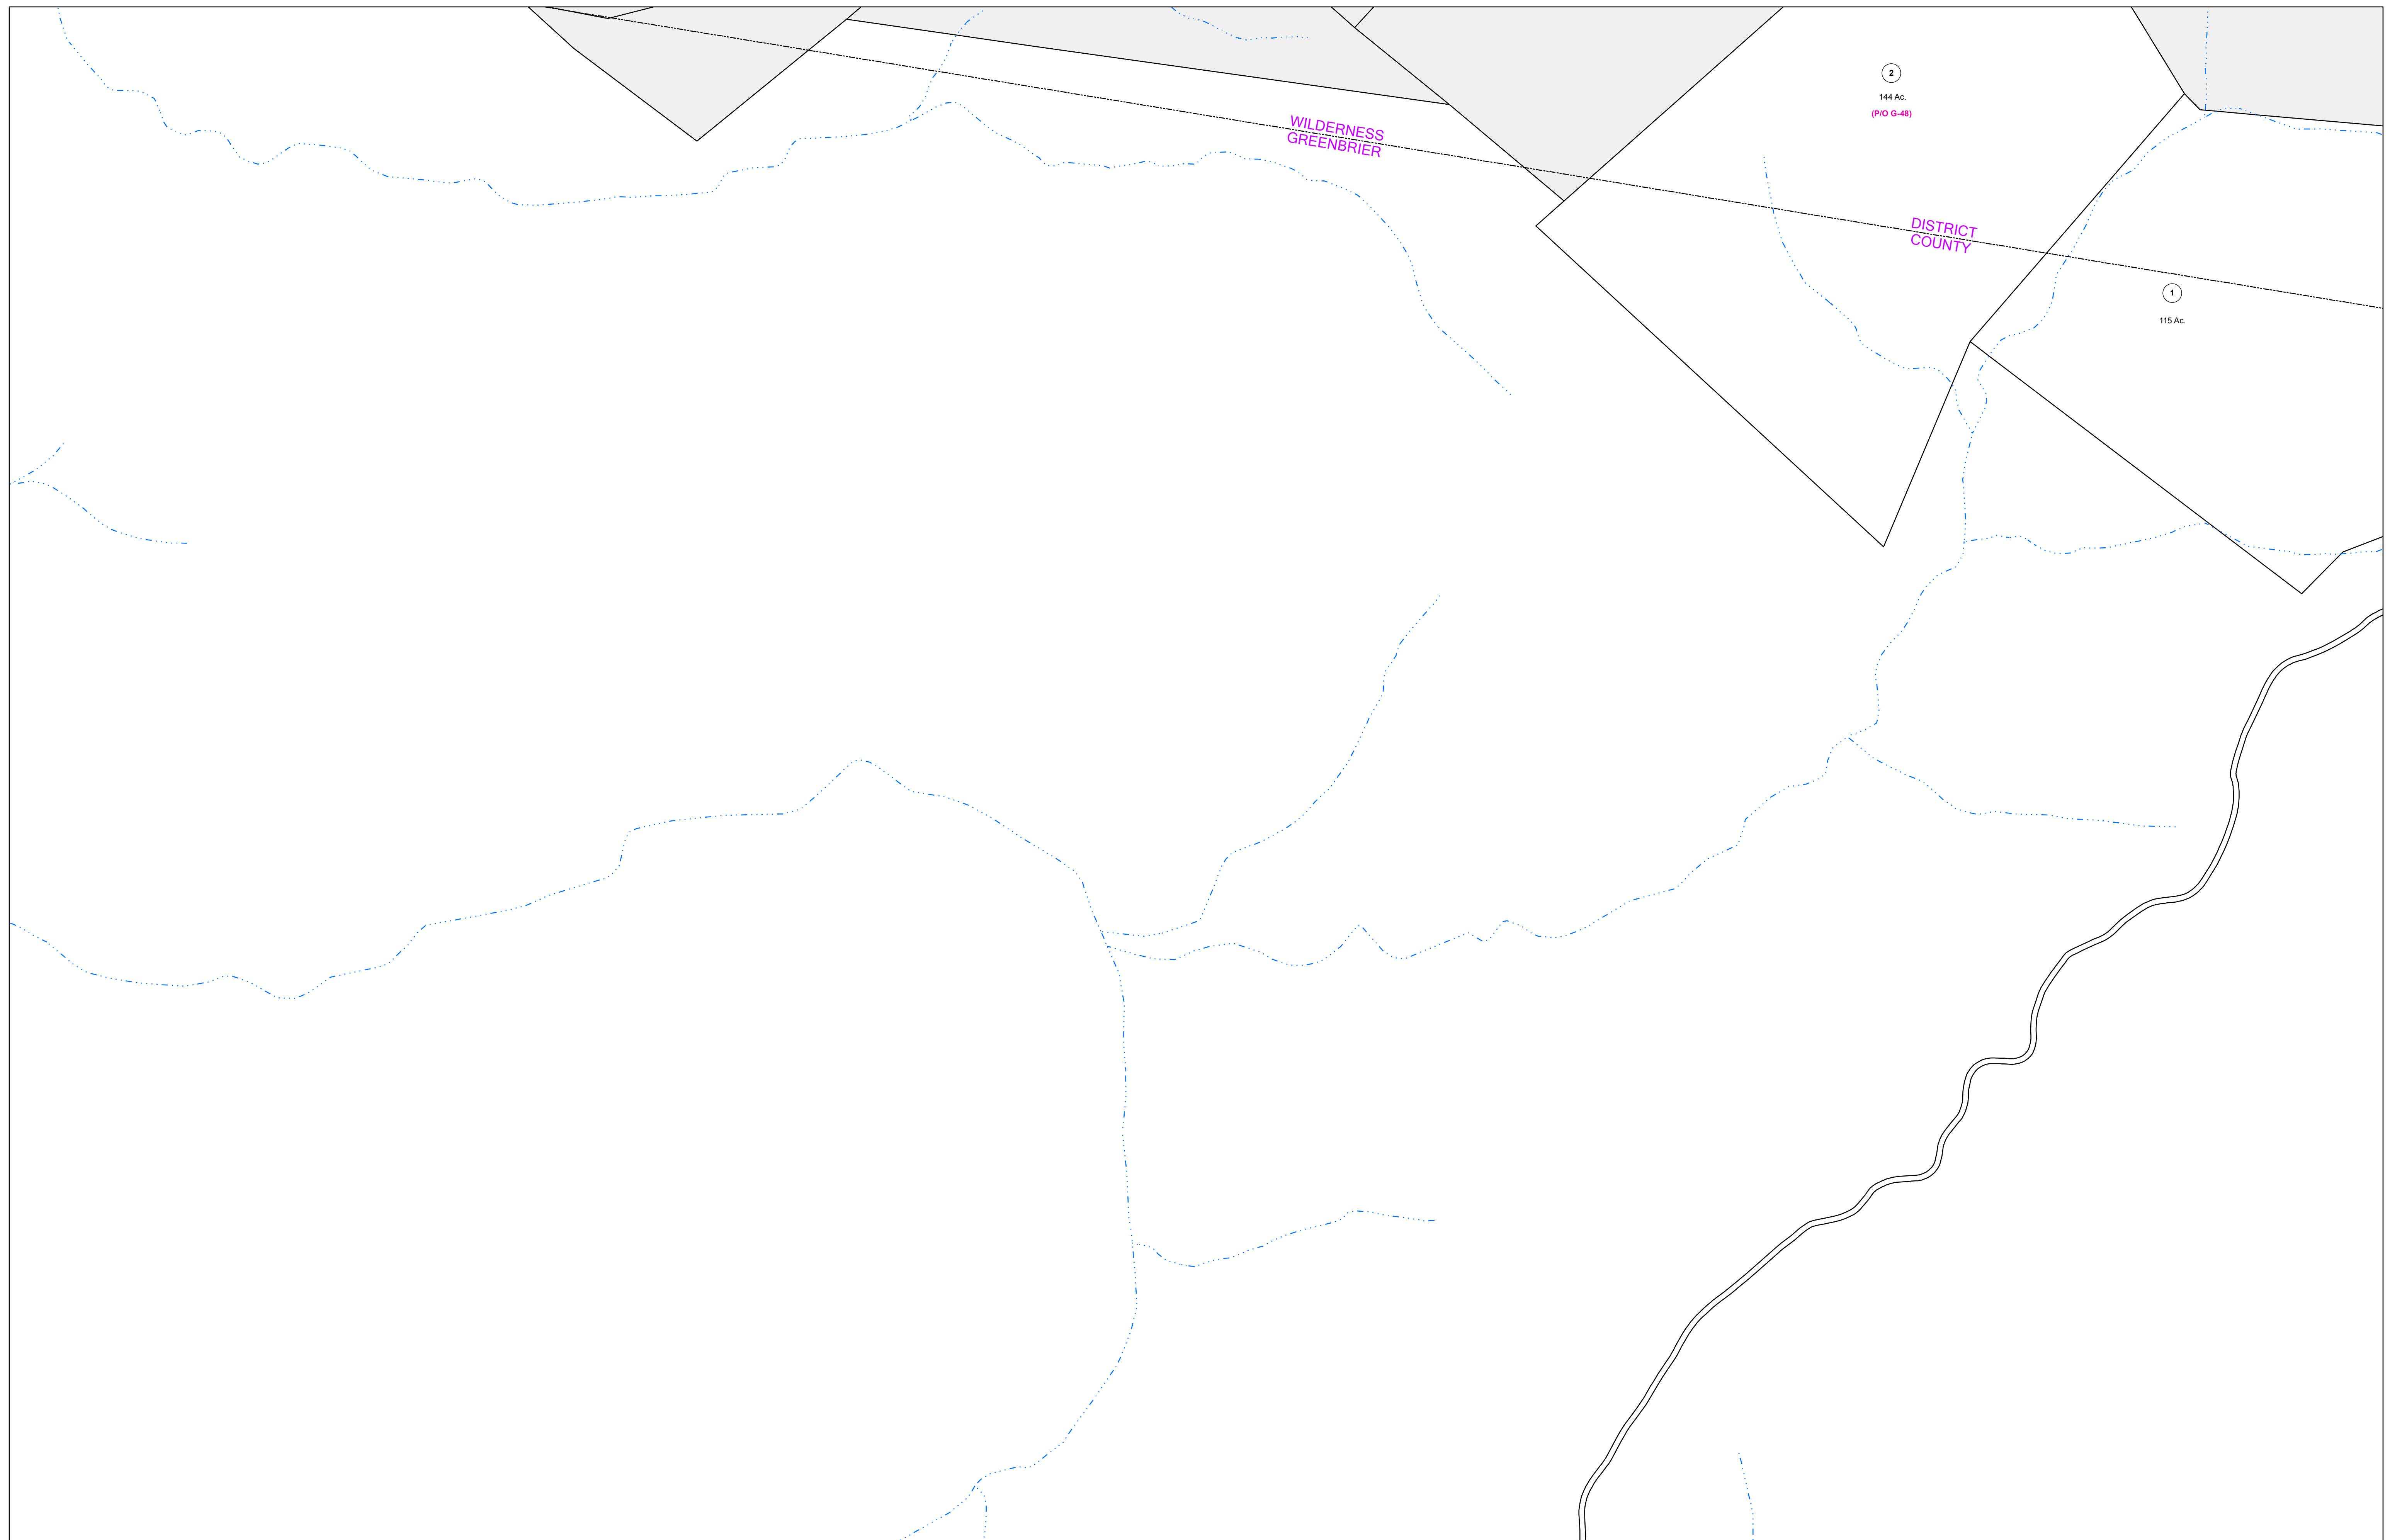 2
144 Ac.
(P/O G-48)
WILDERNESS
GREENBRIER
DISTRICT
COUNTY
1
115 Ac.